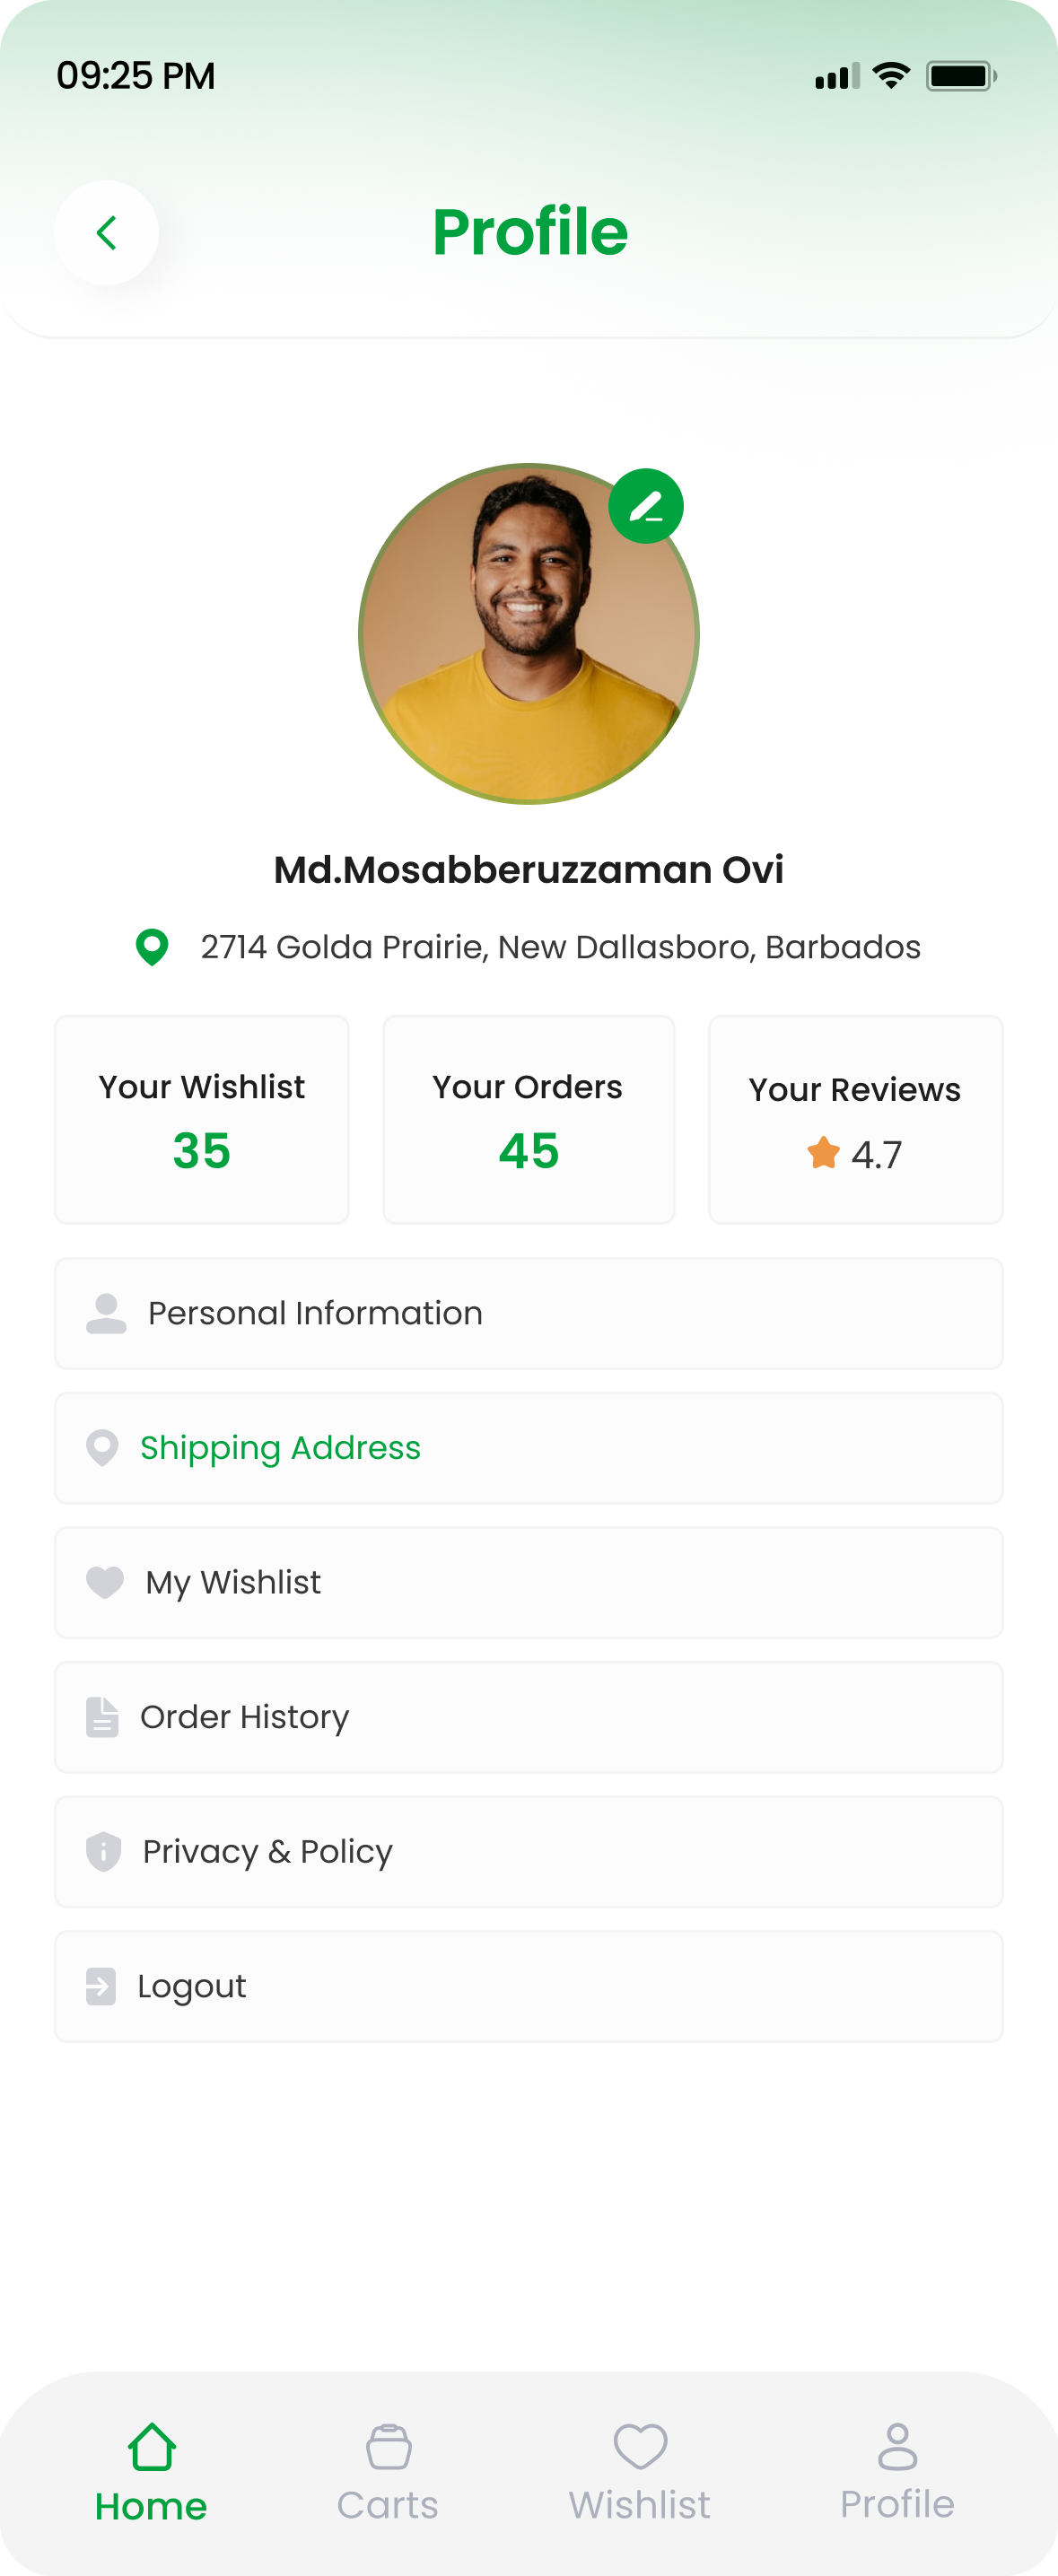 09:25 PM
Profile
Md.Mosabberuzzaman Ovi
2714 Golda Prairie, New Dallasboro, Barbados
Your Wishlist
35
Your Orders
45
Your Reviews
4.7
Personal Information
Shipping Address
My Wishlist
Order History
Privacy & Policy
Logout
Home
Carts
Wishlist
Profile